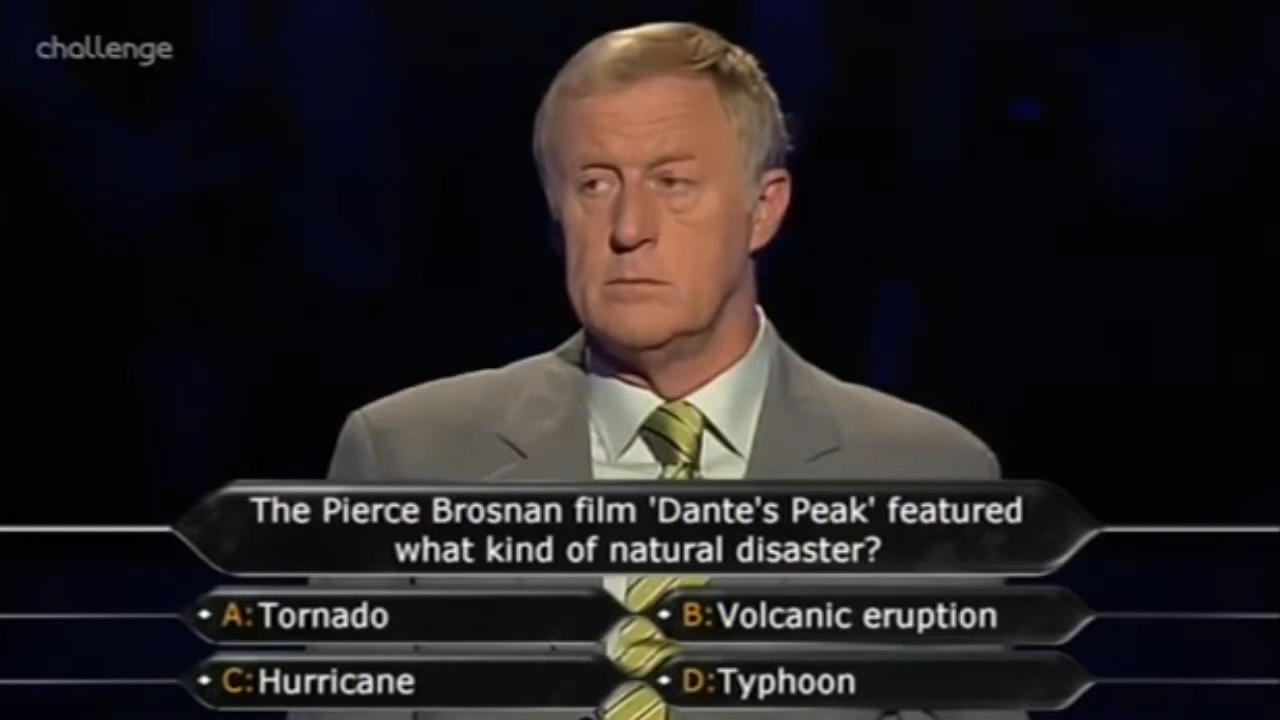 challenge
The Pierce Brosnan film 'Dante's Peak' featured
what kind of natural disaster?
A: Tornado
B: Volcanic eruption
C: Hurricane
D: Typhoon